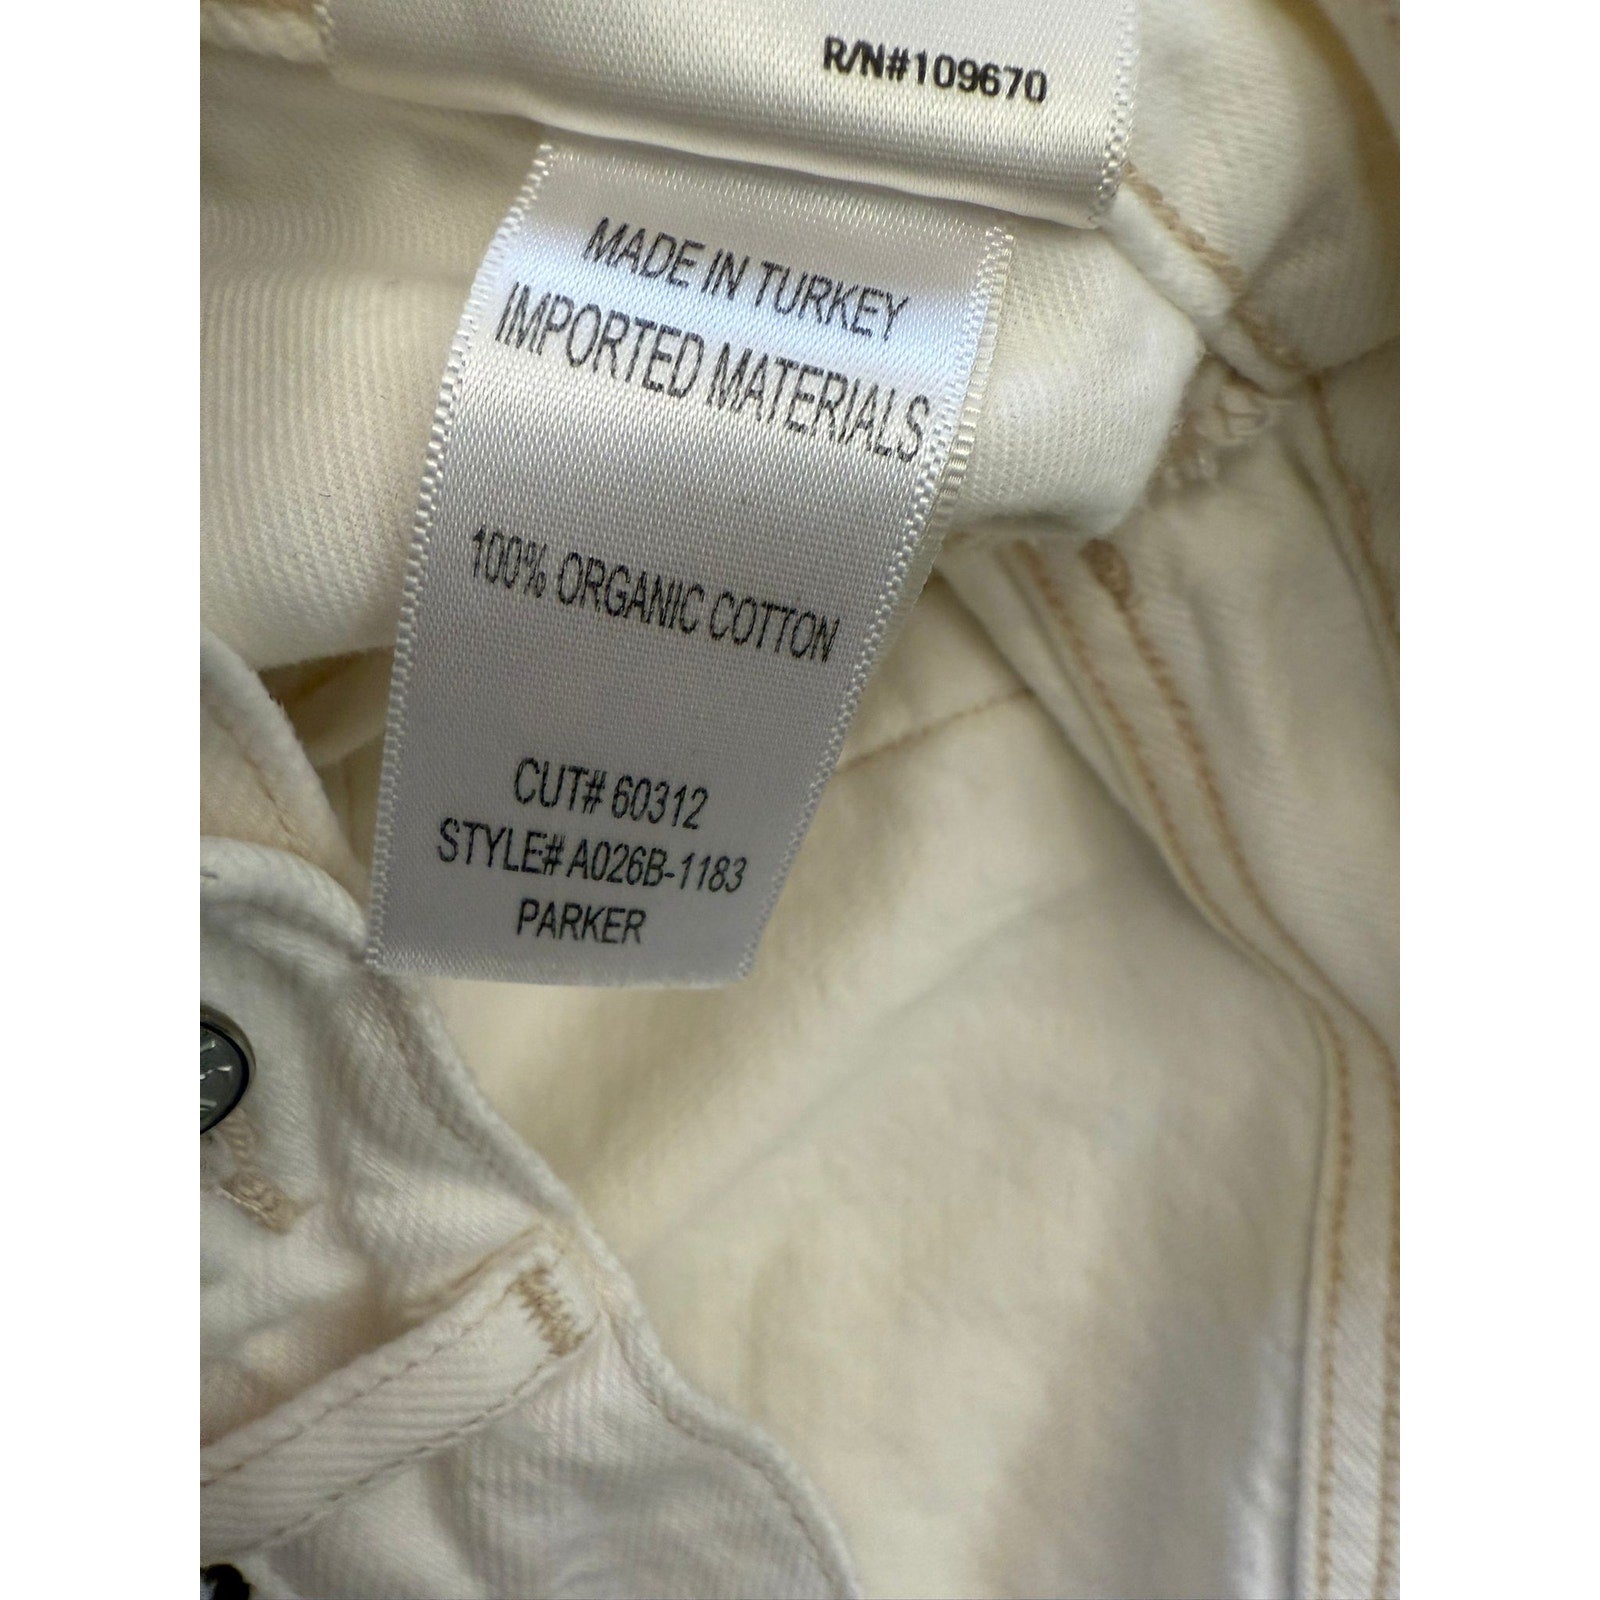 R/N#109670
MADE IN TURKEY
IMPORTED MATERIALS
100% ORGANIC COTTON
CUT# 60312
STYLE# A026B-1183
PARKER